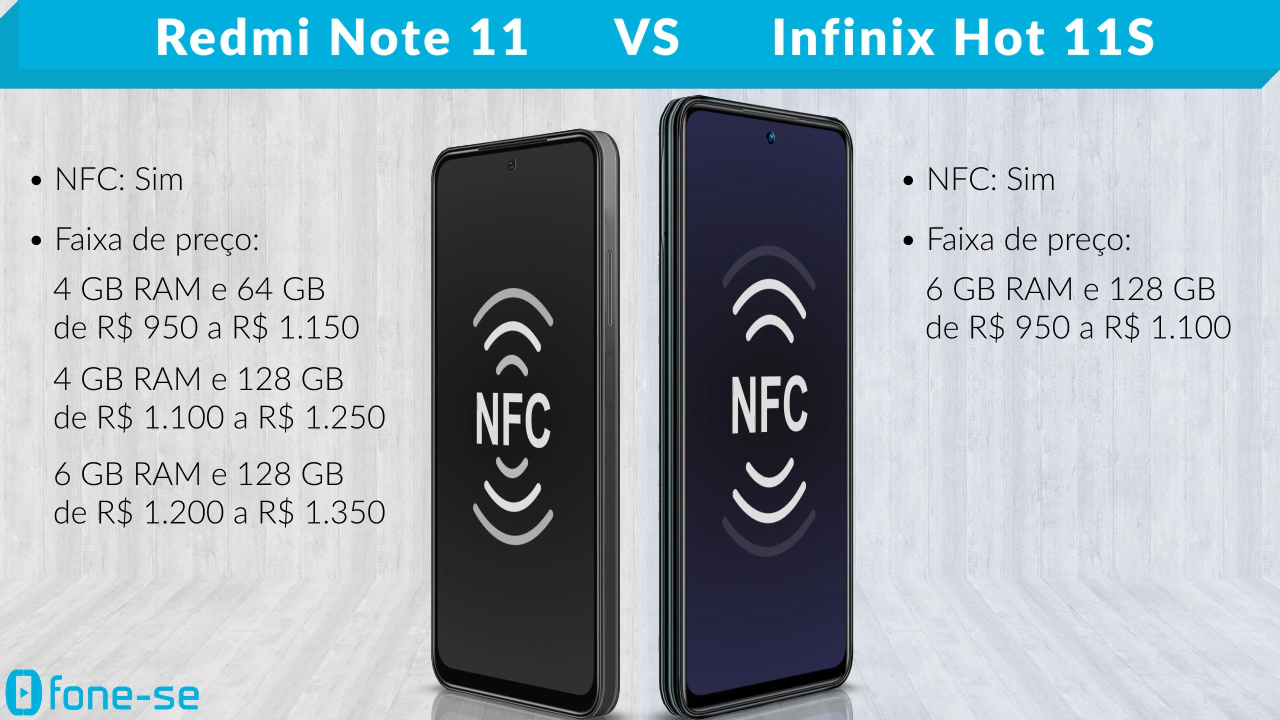 Redmi Note 11 VS Infinix Hot 11S
• NFC: Sim
• Faixa de preço:
4 GB RAM e 64 GB
de R$ 950 a R$ 1.150
4 GB RAM e 128 GB
de R$ 1.100 a R$ 1.250
6 GB RAM e 128 GB
de R$ 1.200 a R$ 1.350
NFC
NFC
• NFC: Sim
• Faixa de preço:
6 GB RAM e 128 GB
de R$ 950 a R$ 1.100
fone-se